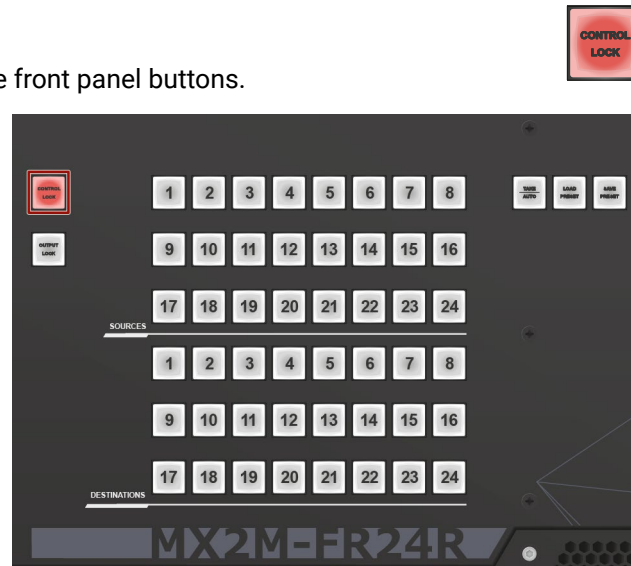 CONTROL
LOCK
e front panel buttons.
CONTROL
LOCK
1 2 3 4 5 6 7 8
TAKE
AUTO
LOAD
PRESET
SAVE
PRESET
OUTPUT
LOCK
9 10 11 12 13 14 15 16
17 18 19 20 21 22 23 24
SOURCES
1 2 3 4 5 6 7 8
9 10 11 12 13 14 15 16
17 18 19 20 21 22 23 24
DESTINATIONS
MX2M-FR24R